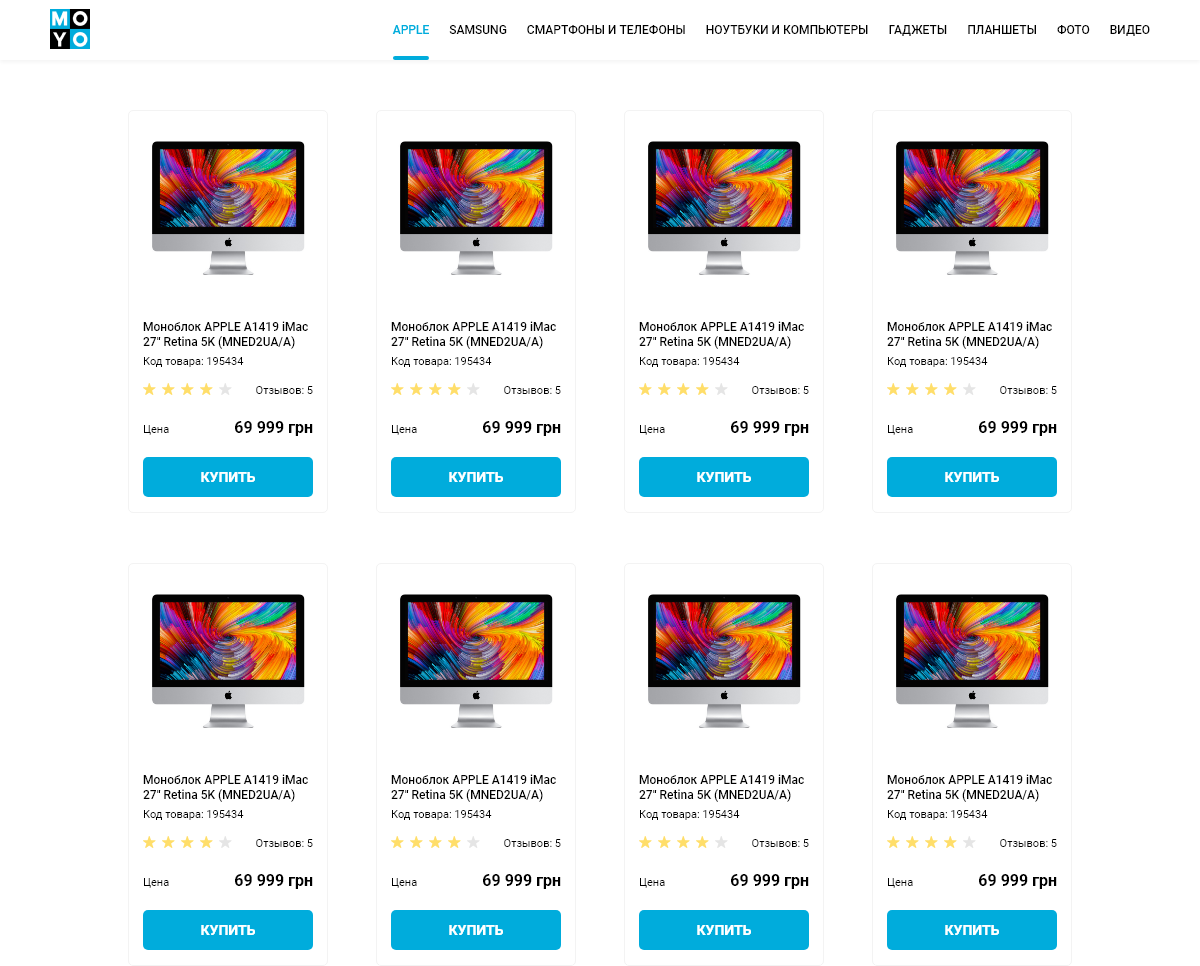 MO
YO
APPLE SAMSUNG СМАРТФОНЫ И ТЕЛЕФОНЫ НОУТБУКИ И КОМПЬЮТЕРЫ ГАДЖЕТЫ ПЛАНШЕТЫ ФОТО ВИДЕО
Моноблок APPLE A1419 iMac
27" Retina 5K (MNED2UA/A)
Код товара: 195434
Отзывов: 5
Цена 69 999 грн
КУПИТЬ
Моноблок APPLE A1419 iMac
27" Retina 5K (MNED2UA/A)
Код товара: 195434
Отзывов: 5
Цена 69 999 грн
КУПИТЬ
Моноблок APPLE A1419 iMac
27" Retina 5K (MNED2UA/A)
Код товара: 195434
Отзывов: 5
Цена 69 999 грн
КУПИТЬ
Моноблок APPLE A1419 iMac
27" Retina 5K (MNED2UA/A)
Код товара: 195434
Отзывов: 5
Цена 69 999 грн
КУПИТЬ
Моноблок APPLE A1419 iMac
27" Retina 5K (MNED2UA/A)
Код товара: 195434
Отзывов: 5
Цена 69 999 грн
КУПИТЬ
Моноблок APPLE A1419 iMac
27" Retina 5K (MNED2UA/A)
Код товара: 195434
Отзывов: 5
Цена 69 999 грн
КУПИТЬ
Моноблок APPLE A1419 iMac
27" Retina 5K (MNED2UA/A)
Код товара: 195434
Отзывов: 5
Цена 69 999 грн
КУПИТЬ
Моноблок APPLE A1419 iMac
27" Retina 5K (MNED2UA/A)
Код товара: 195434
Отзывов: 5
Цена 69 999 грн
КУПИТЬ